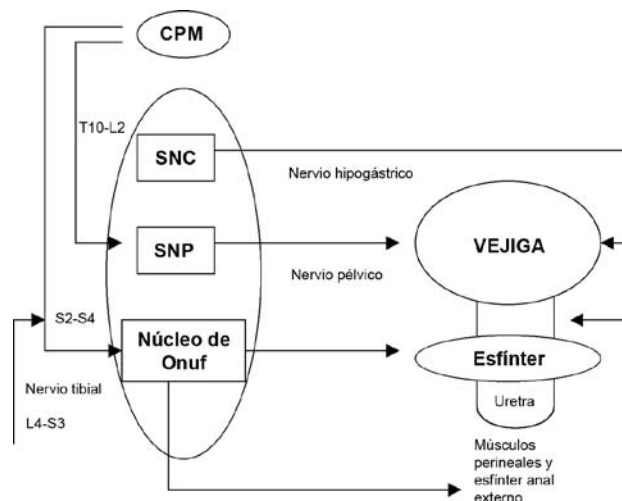 CPM
T10-L2
SNC
Nervio hipogástrico
SNP
VEJIGA
Nervio pélvico
S2-S4
Núcleo de
Onuf
Esfínter
Nervio tibial
Uretra
L4-S3
Músculos
perineales y
esfínter anal
externo